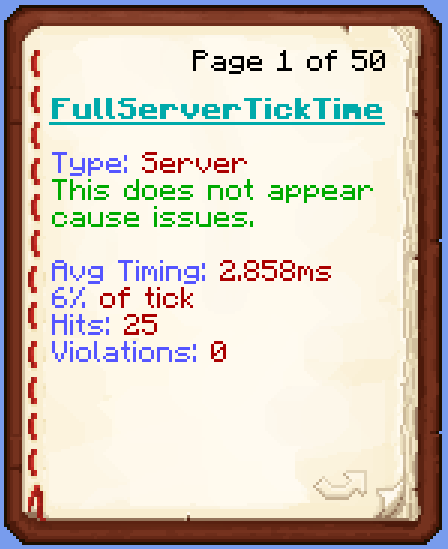 Page 1 of 50
FullServerTickTime
Type: Server
This does not appear
cause issues.
Avg Timing: 2.858ms
6% of tick
Hits: 25
Violations: 0